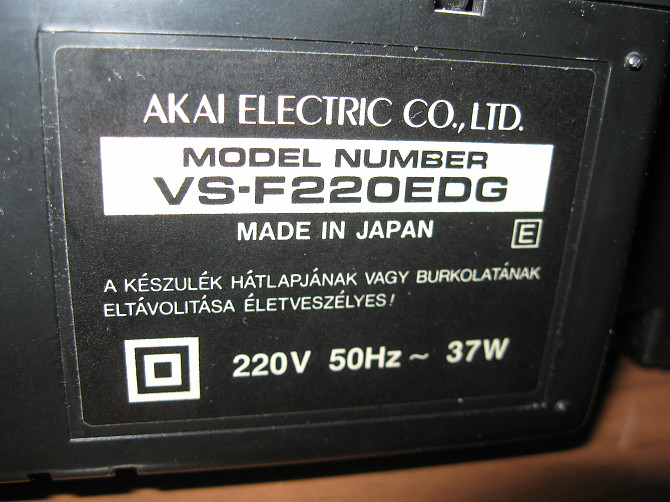 AKAI ELECTRIC CO., LTD.
MODEL NUMBER
VS-F220EDG
MADE IN JAPAN
E
A KÉSZÜLÉK HÁTLAPJÁNAK VAGY BURKOLATÁNAK
ELTÁVOLITÁSA ÉLETVESZÉLYES!
220V 50Hz ~ 37W